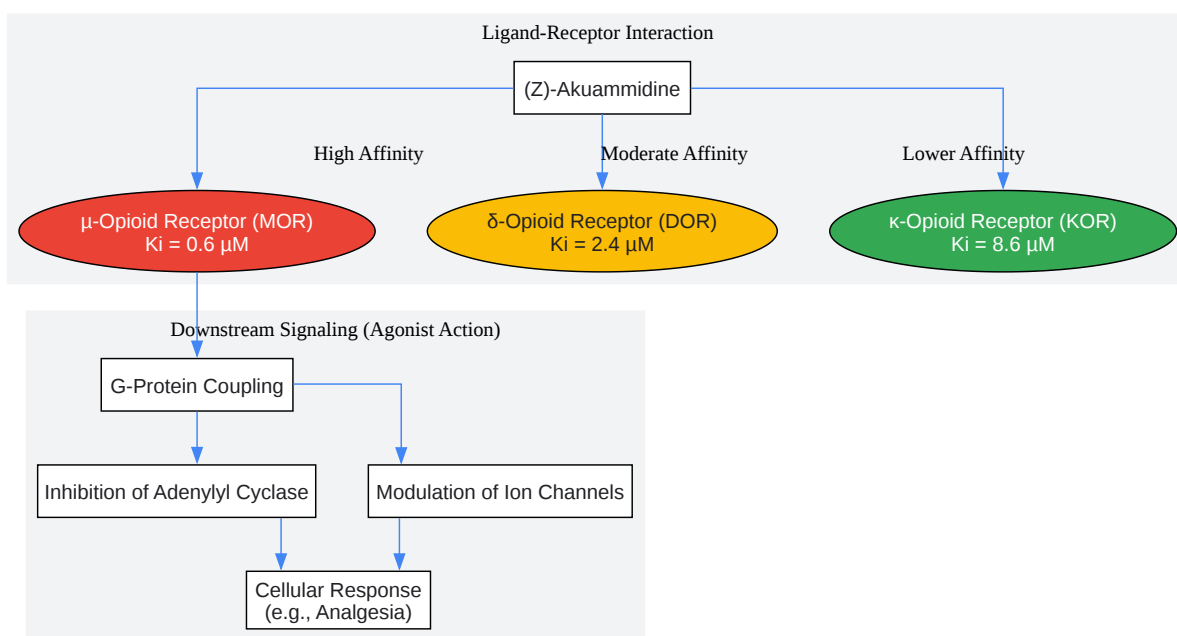 Ligand-Receptor Interaction
(Z)-Akuammidine
High Affinity
Moderate Affinity
Lower Affinity
μ-Opioid Receptor (MOR)
Ki = 0.6 μM
δ-Opioid Receptor (DOR)
Ki = 2.4 μM
κ-Opioid Receptor (KOR)
Ki = 8.6 μM
Downstream Signaling (Agonist Action)
G-Protein Coupling
Inhibition of Adenylyl Cyclase
Modulation of Ion Channels
Cellular Response
(e.g., Analgesia)